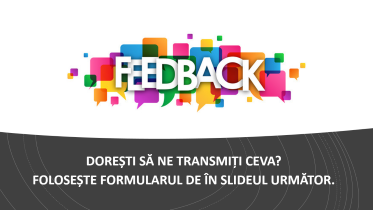 FEEDBACK
DOREȘTI SĂ NE TRANSMIȚI CEVA?
FOLOSEȘTE FORMULARUL DE ÎN SLIDEUL URMĂTOR.